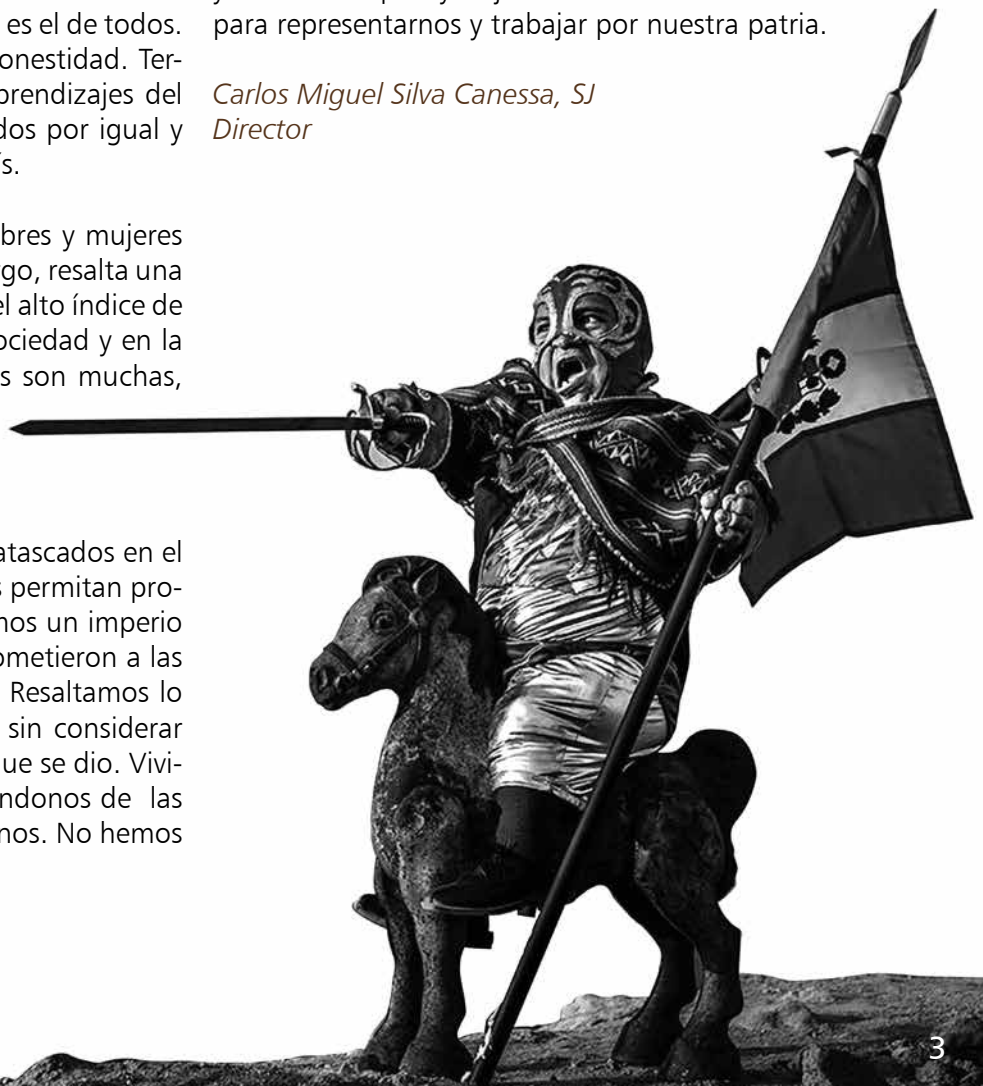 es el de todos.
onestidad. Ter-
prendizajes del
dos por igual y
ís.
bres y mujeres
go, resalta una
el alto índice de
ociedad y en la
s son muchas,
atascados en el
s permitan pro-
nos un imperio
ometieron a las
Resaltamos lo
sin considerar
ue se dio. Vivi-
ndonos de las
nos. No hemos
para representarnos y trabajar por nuestra patria.
Carlos Miguel Silva Canessa, SJ
Director
3